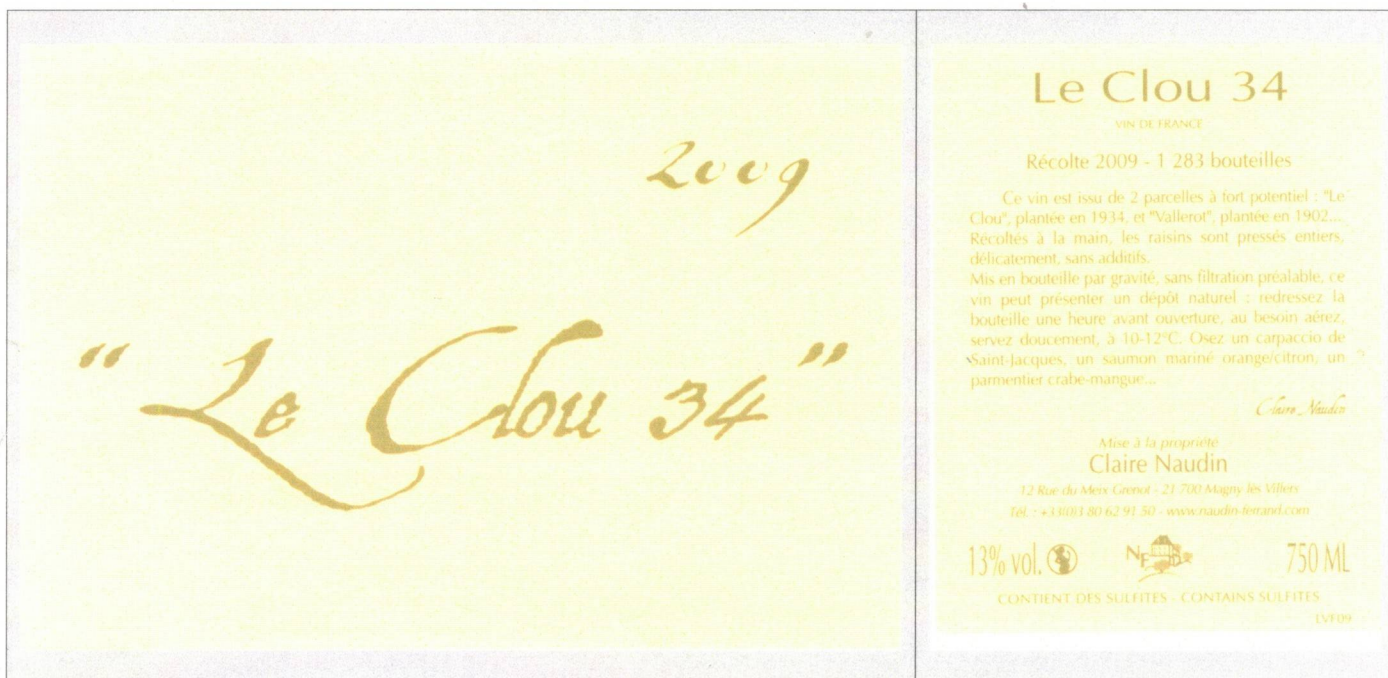 2009
"Le Clou 34"
Le Clou 34
VIN DE FRANCE
Récolte 2009 - 1 283 bouteilles
Ce vin est issu de 2 parcelles à fort potentiel : "Le
Clou", plantée en 1934, et "Vallerot", plantée en 1902...
Récoltés à la main, les raisins sont pressés entiers,
délicatement, sans additifs.
Mis en bouteille par gravité, sans filtration préalable, ce
vin peut présenter un dépôt naturel : redressez la
bouteille une heure avant ouverture, au besoin aérez,
servez doucement, à 10-12°C. Osez un carpaccio de
Saint-Jacques, un saumon mariné orange/citron, un
parmentier crabe-mangue...
Claire Naudin
Mise à la propriété
Claire Naudin
12 Rue du Meix Grenot - 21 700 Magny lès Villers
Tél. : +33(0)3 80 62 91 50 - www.naudin-ferrand.com
13% vol.
NF
750 ML
CONTIENT DES SULFITES - CONTAINS SULFITES
LVF09